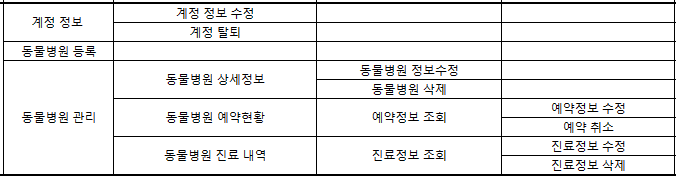 계정 정보
계정 정보 수정
계정 탈퇴
동물병원 등록
동물병원 관리
동물병원 상세정보
동물병원 정보수정
동물병원 삭제
동물병원 예약현황
예약정보 조회
예약정보 수정
예약 취소
동물병원 진료 내역
진료정보 조회
진료정보 수정
진료정보 삭제